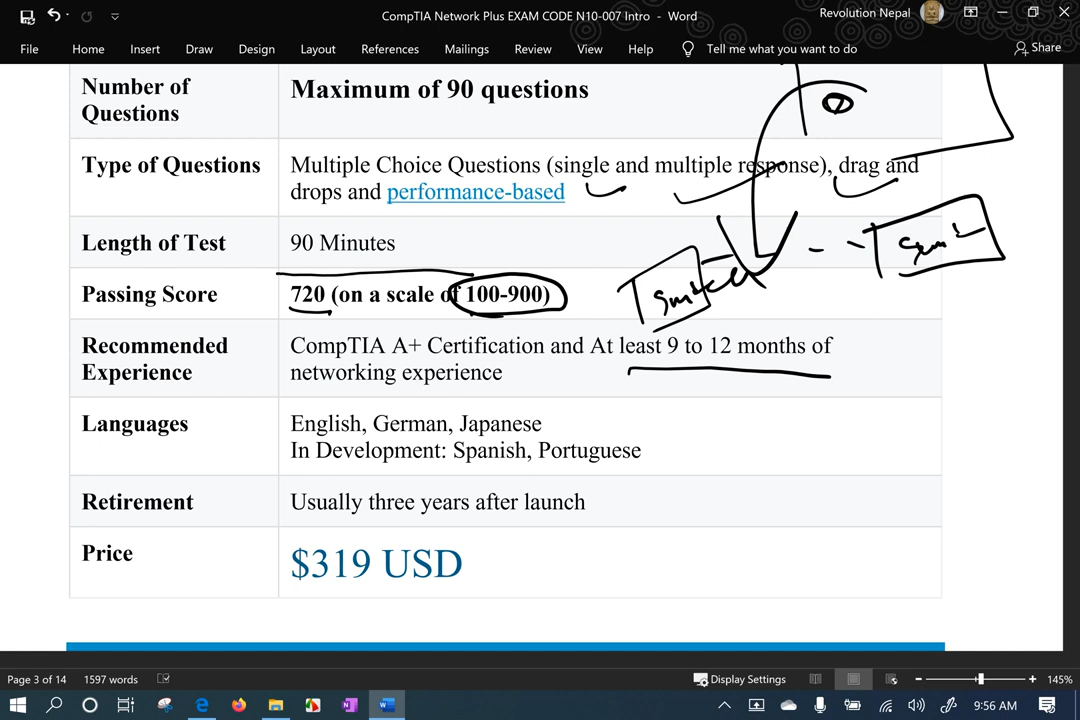 CompTIA Network Plus EXAM CODE N10-007 Intro - Word
Revolution Nepal
File Home Insert Draw Design Layout References Mailings Review View Help Tell me what you want to do Share
Number of Questions
Maximum of 90 questions
Type of Questions
Multiple Choice Questions (single and multiple response), drag and
drops and performance-based
Length of Test
90 Minutes
Passing Score
720 (on a scale of 100-900)
Recommended Experience
CompTIA A+ Certification and At least 9 to 12 months of
networking experience
Languages
English, German, Japanese
In Development: Spanish, Portuguese
Retirement
Usually three years after launch
Price
$319 USD
Page 3 of 14 1597 words Display Settings 145%
9:56 AM